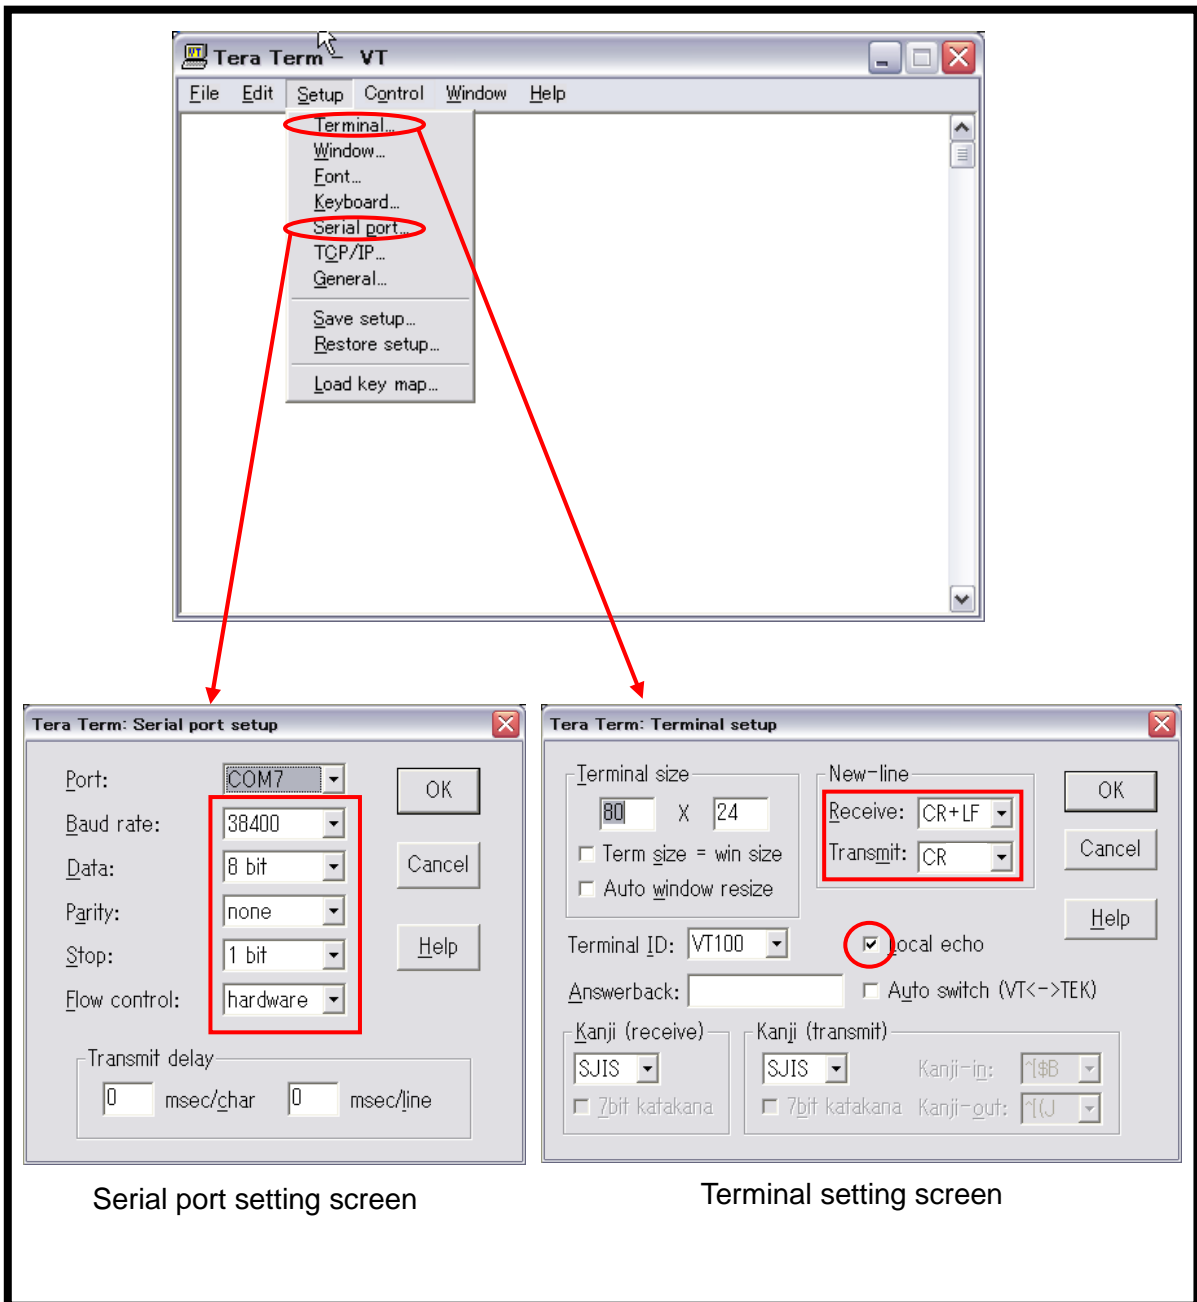 Tera Term - VT
File Edit Setup Control Window Help
Terminal...
Window...
Font...
Keyboard...
Serial port...
TCP/IP...
General...
Save setup...
Restore setup...
Load key map...
Tera Term: Serial port setup
Port: COM7
OK
Baud rate: 38400
Data: 8 bit
Cancel
Parity: none
Stop: 1 bit
Help
Flow control: hardware
Transmit delay
0 msec/char 0 msec/line
Tera Term: Terminal setup
Terminal size
80 X 24
Term size = win size
Auto window resize
New-line
Receive: CR+LF
Transmit: CR
OK
Cancel
Help
Terminal ID: VT100
Local echo
Answerback:
Auto switch (VT<->TEK)
Kanji (receive)
SJIS
7bit katakana
Kanji (transmit)
SJIS
Kanji-in: ^[$B
7bit katakana
Kanji-out: ^[(J
Serial port setting screen
Terminal setting screen